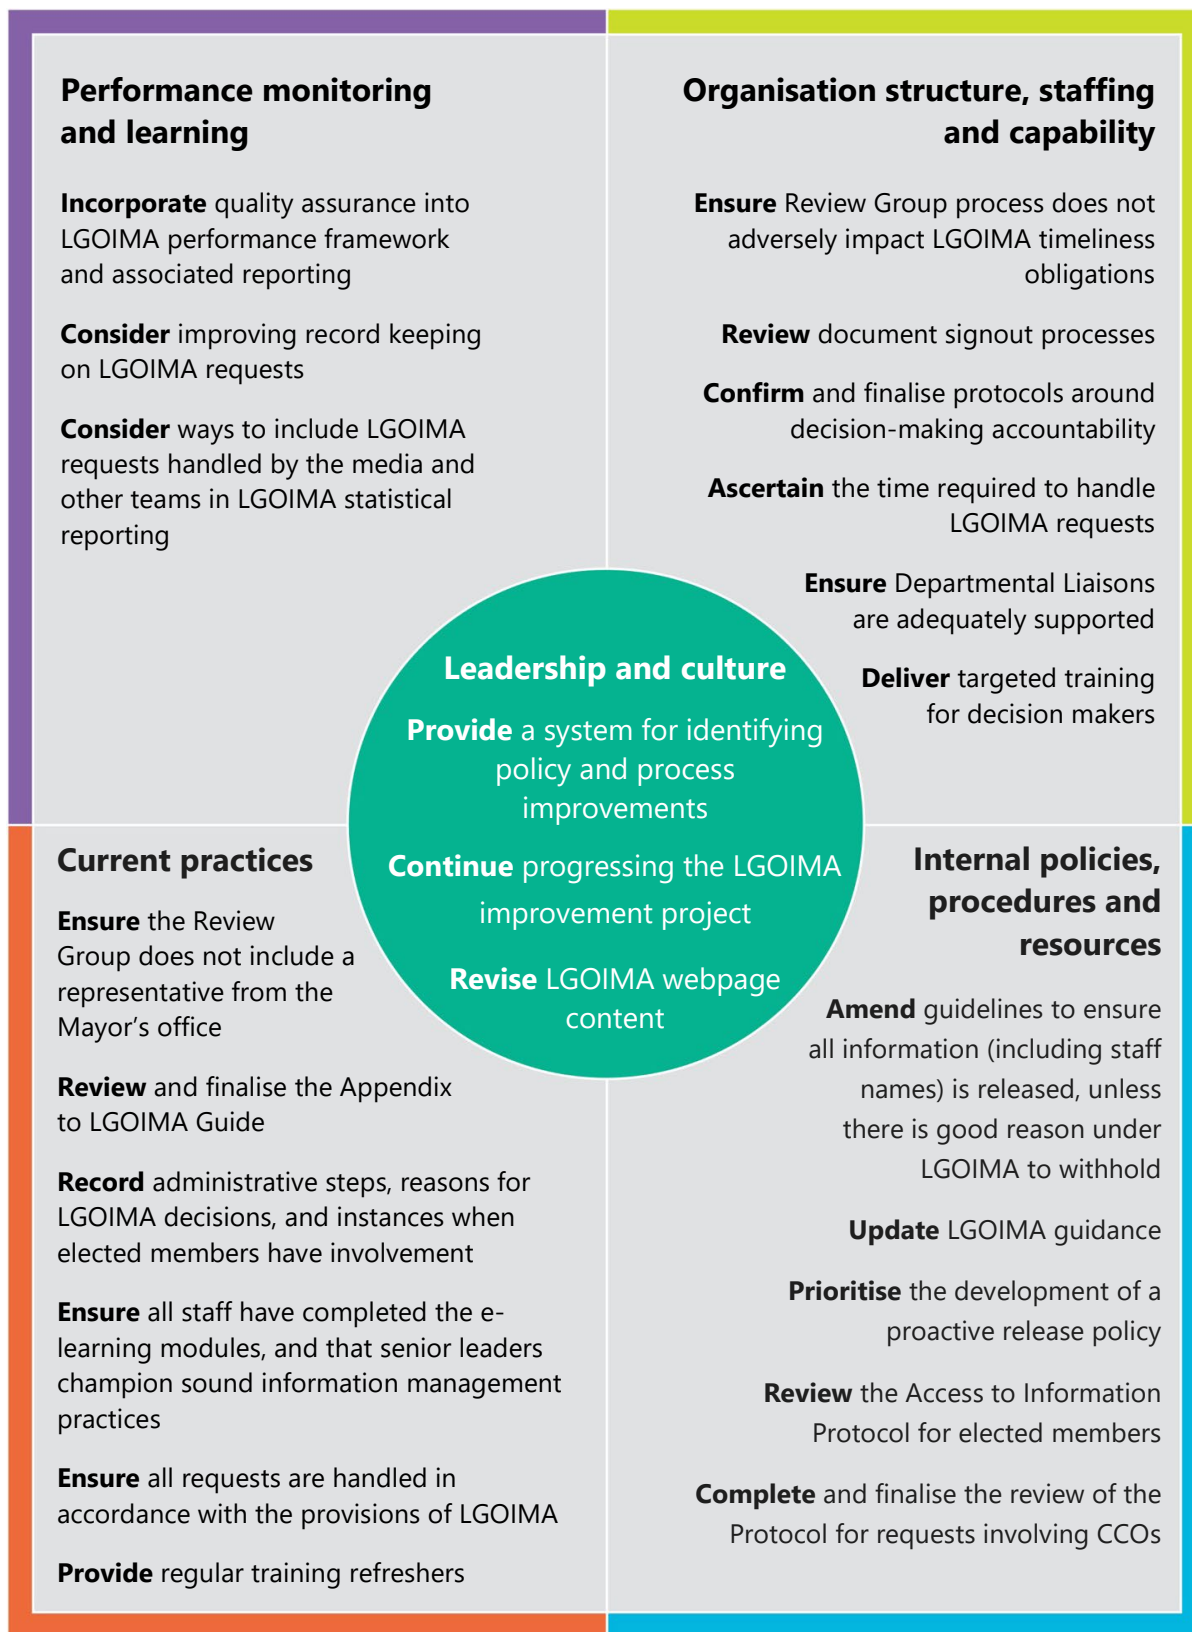 Performance monitoring
and learning
Incorporate quality assurance into
LGOIMA performance framework
and associated reporting
Consider improving record keeping
on LGOIMA requests
Consider ways to include LGOIMA
requests handled by the media and
other teams in LGOIMA statistical
reporting
Organisation structure, staffing
and capability
Ensure Review Group process does not
adversely impact LGOIMA timeliness
obligations
Review document signout processes
Confirm and finalise protocols around
decision-making accountability
Ascertain the time required to handle
LGOIMA requests
Ensure Departmental Liaisons
are adequately supported
Deliver targeted training
for decision makers
Leadership and culture
Provide a system for identifying
policy and process
improvements
Continue progressing the LGOIMA
improvement project
Revise LGOIMA webpage
content
Current practices
Ensure the Review
Group does not include a
representative from the
Mayor's office
Review and finalise the Appendix
to LGOIMA Guide
Record administrative steps, reasons for
LGOIMA decisions, and instances when
elected members have involvement
Ensure all staff have completed the e-
learning modules, and that senior leaders
champion sound information management
practices
Ensure all requests are handled in
accordance with the provisions of LGOIMA
Provide regular training refreshers
Internal policies,
procedures and
resources
Amend guidelines to ensure
all information (including staff
names) is released, unless
there is good reason under
LGOIMA to withhold
Update LGOIMA guidance
Prioritise the development of a
proactive release policy
Review the Access to Information
Protocol for elected members
Complete and finalise the review of the
Protocol for requests involving CCOs